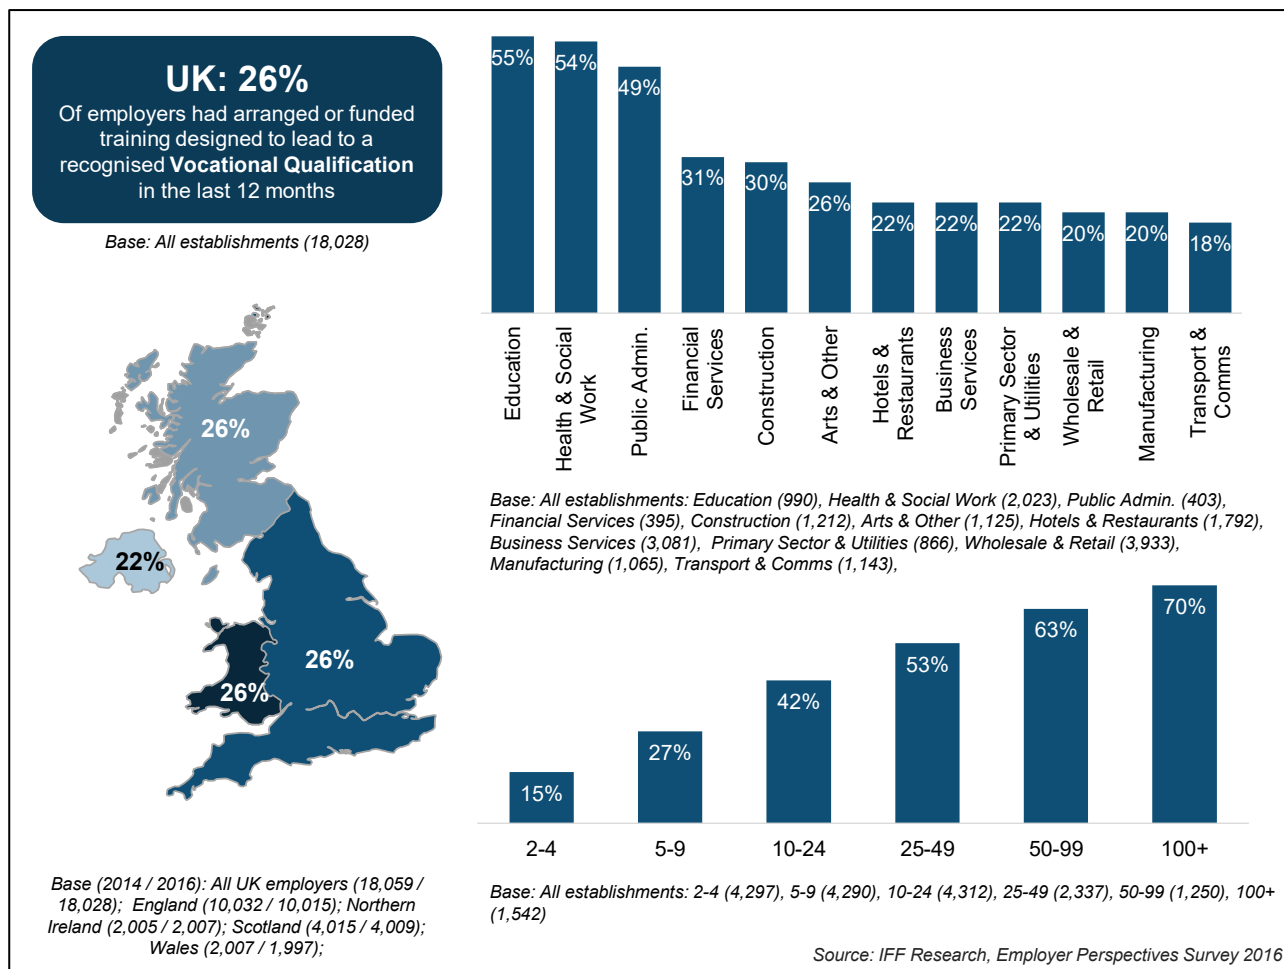 UK: 26%
Of employers had arranged or funded
training designed to lead to a
recognised Vocational Qualification
in the last 12 months
Base: All establishments (18,028)
26%
22%
26%
26%
Base (2014 / 2016): All UK employers (18,059 /
18,028);  England (10,032 / 10,015); Northern
Ireland (2,005 / 2,007); Scotland (4,015 / 4,009);
Wales (2,007 / 1,997);
55%
54%
49%
31%
30%
26%
22%
22%
22%
20%
20%
18%
Education
Health & Social
Work
Public Admin.
Financial
Services
Construction
Arts & Other
Hotels &
Restaurants
Business
Services
Primary Sector
& Utilities
Wholesale &
Retail
Manufacturing
Transport &
Comms
Base: All establishments: Education (990), Health & Social Work (2,023), Public Admin. (403),
Financial Services (395), Construction (1,212), Arts & Other (1,125), Hotels & Restaurants (1,792),
Business Services (3,081),  Primary Sector & Utilities (866), Wholesale & Retail (3,933),
Manufacturing (1,065), Transport & Comms (1,143),
15%
27%
42%
53%
63%
70%
2-4
5-9
10-24
25-49
50-99
100+
Base: All establishments: 2-4 (4,297), 5-9 (4,290), 10-24 (4,312), 25-49 (2,337), 50-99 (1,250), 100+
(1,542)
Source: IFF Research, Employer Perspectives Survey 2016